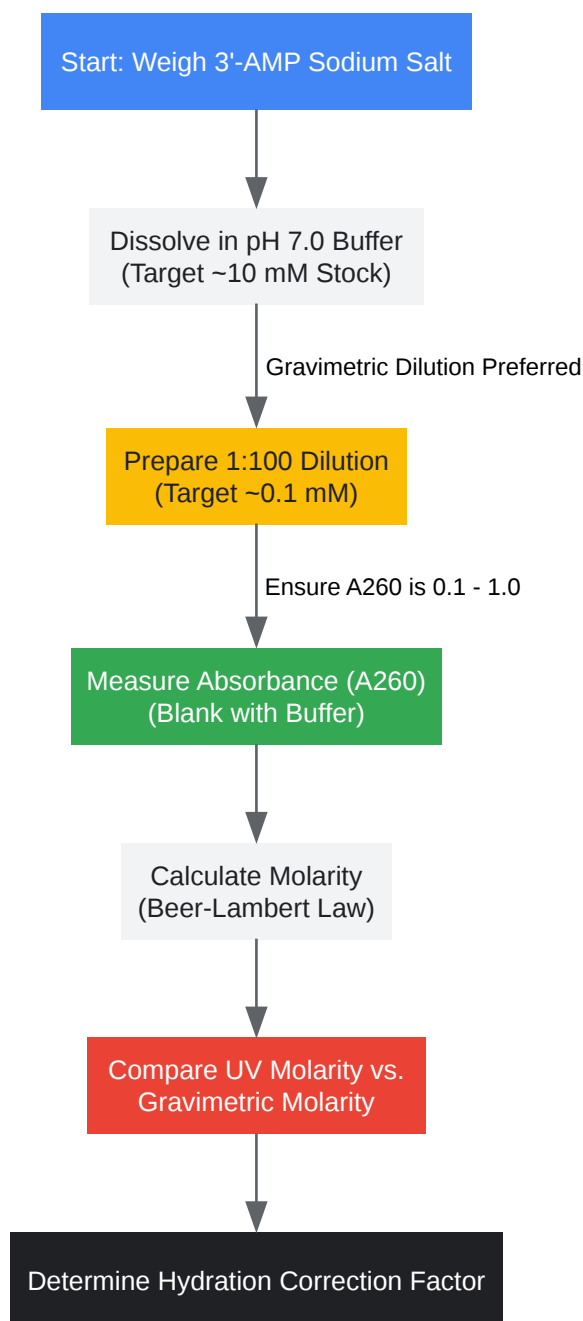 Start: Weigh 3'-AMP Sodium Salt
Dissolve in pH 7.0 Buffer
(Target ~10 mM Stock)
Gravimetric Dilution Preferred
Prepare 1:100 Dilution
(Target ~0.1 mM)
Ensure A260 is 0.1 - 1.0
Measure Absorbance (A260)
(Blank with Buffer)
Calculate Molarity
(Beer-Lambert Law)
Compare UV Molarity vs.
Gravimetric Molarity
Determine Hydration Correction Factor